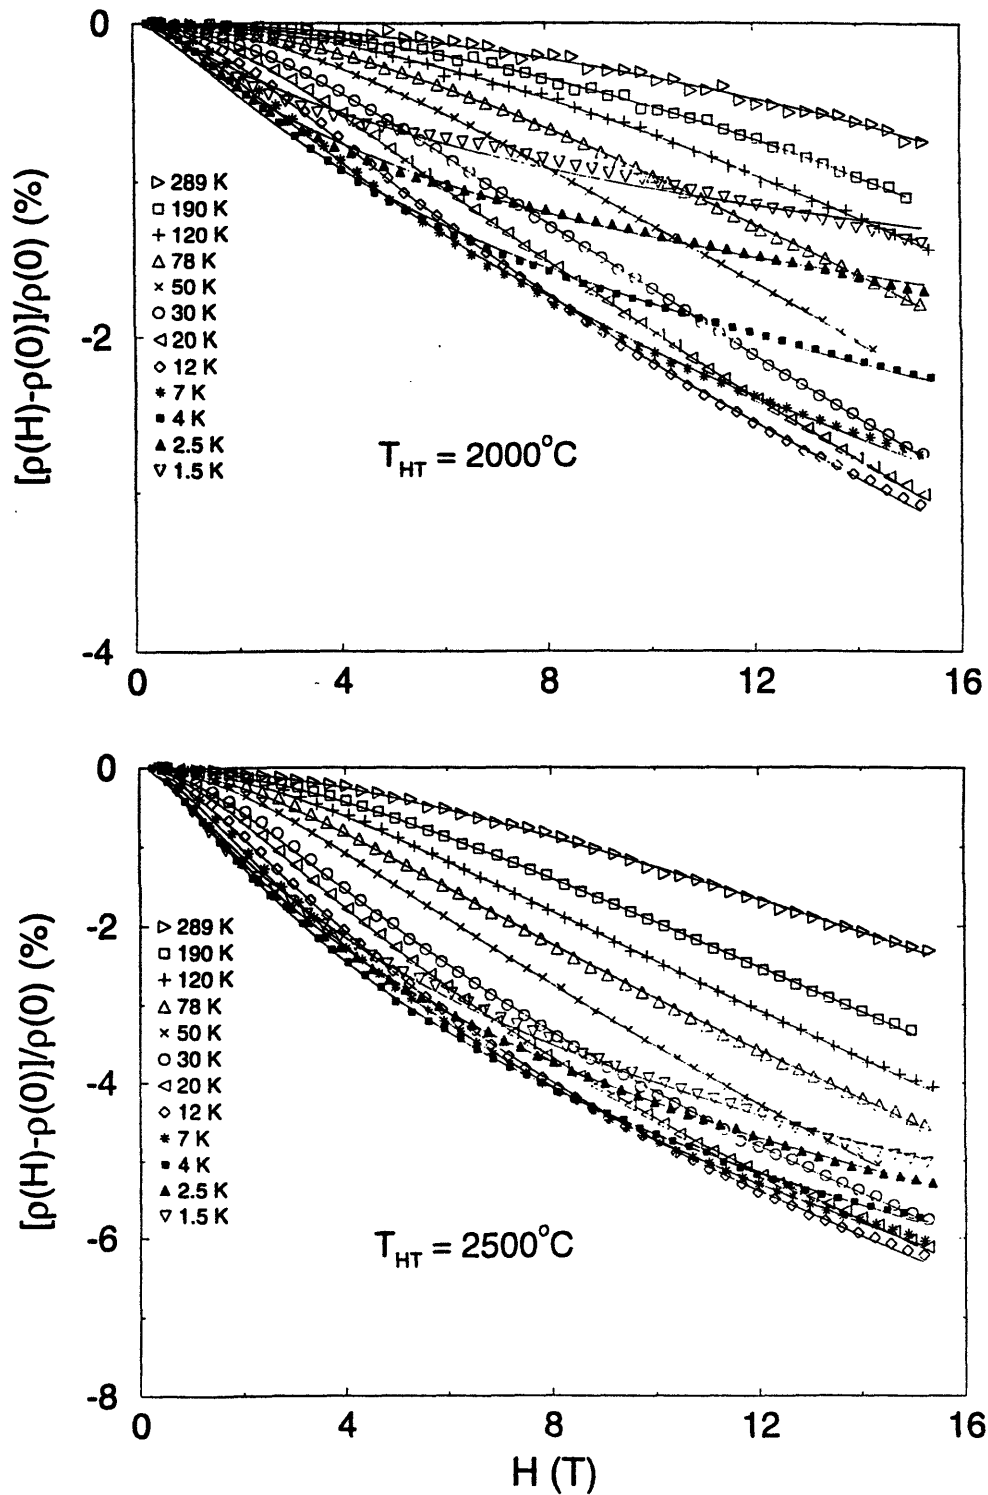 [ρ(H)-ρ(0)]/ρ(0) (%)
0
-2
-4
289 K
190 K
120 K
78 K
50 K
30 K
20 K
12 K
7 K
4 K
2.5 K
1.5 K
T_HT = 2000°C
0 4 8 12 16
[ρ(H)-ρ(0)]/ρ(0) (%)
0
-2
-4
-6
-8
289 K
190 K
120 K
78 K
50 K
30 K
20 K
12 K
7 K
4 K
2.5 K
1.5 K
T_HT = 2500°C
0 4 8 12 16
H (T)